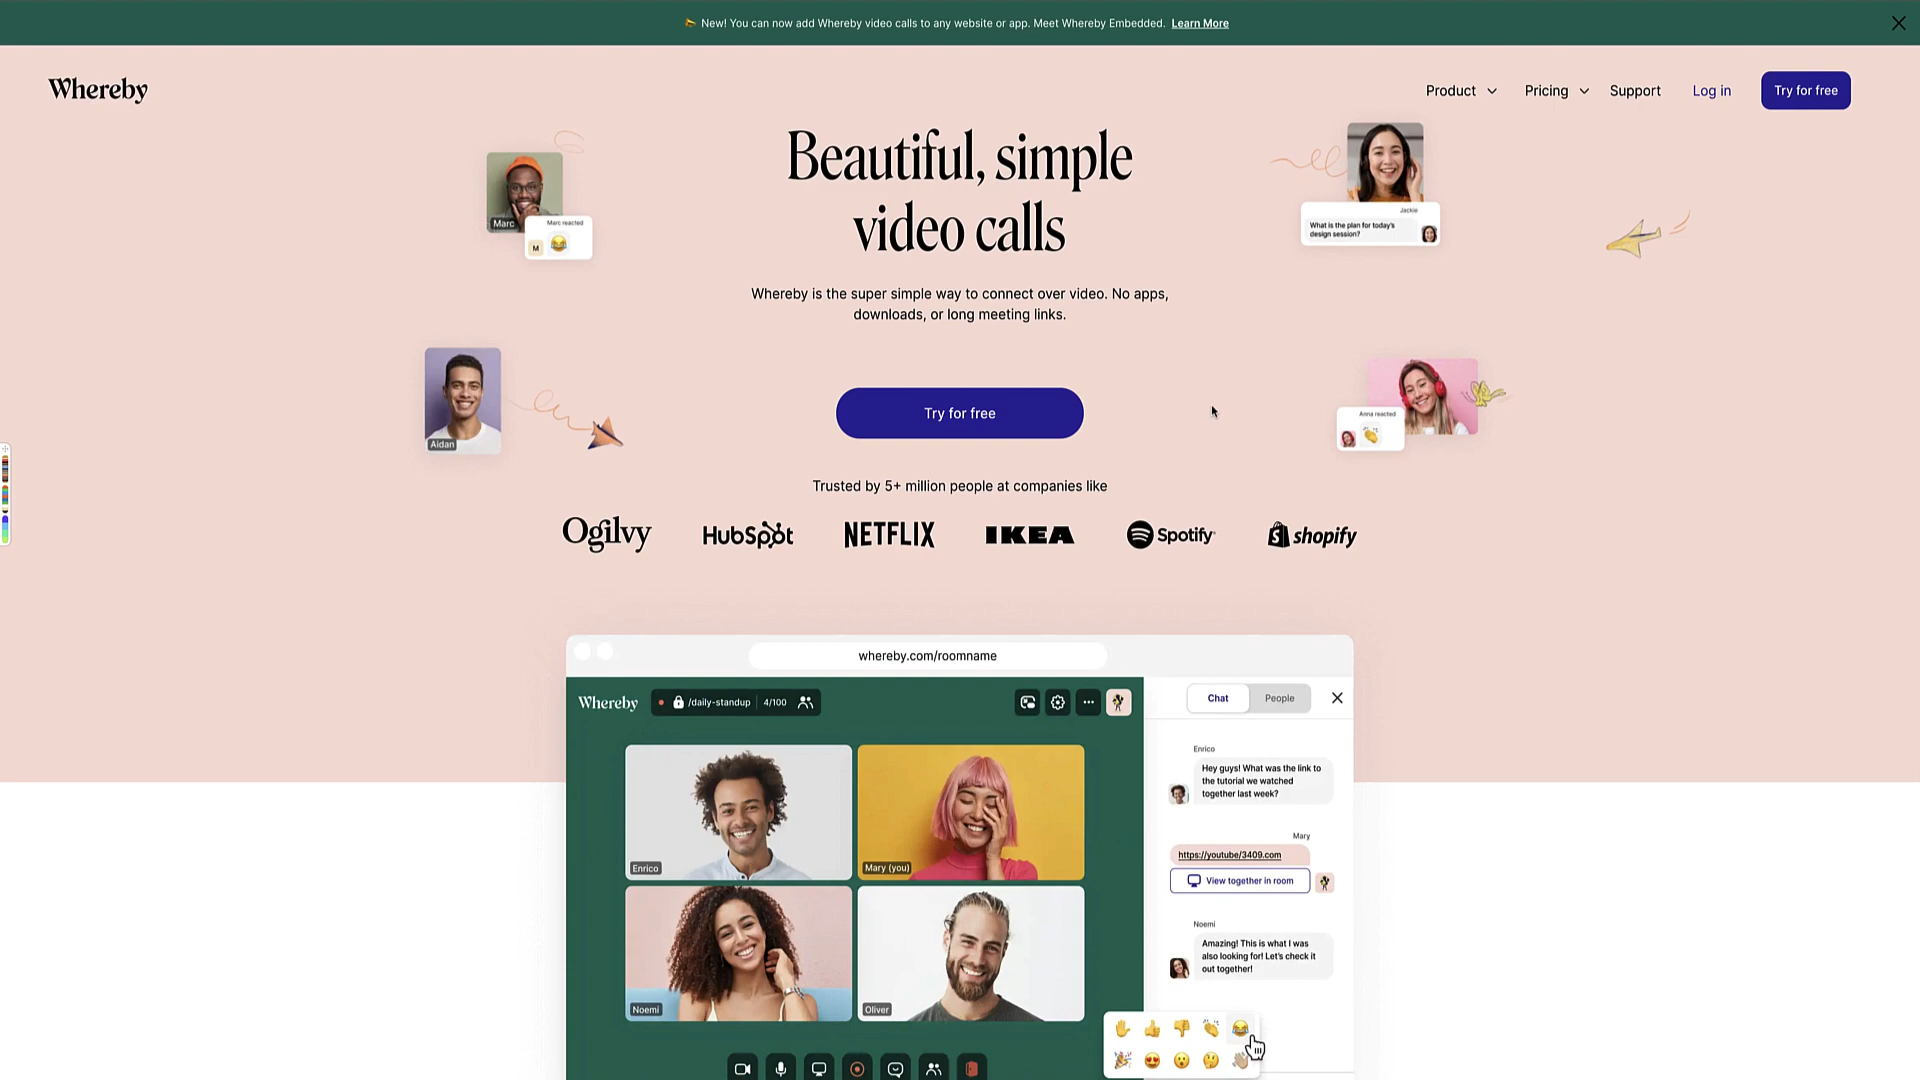 New! You can now add Whereby video calls to any website or app. Meet Whereby Embedded. Learn More
Whereby
Product
Pricing
Support
Log in
Try for free
Beautiful, simple
video calls
Whereby is the super simple way to connect over video. No apps,
downloads, or long meeting links.
Marc
Marc reacted
M
Jackie
What is the plan for today's
design session?
Aidan
Anna reacted
Try for free
Trusted by 5+ million people at companies like
Ogilvy
HubSpot
NETFLIX
IKEA
Spotify
shopify
whereby.com/roomname
Whereby
/daily-standup
4/100
Chat
People
Enrico
Mary (you)
Noemi
Oliver
Enrico
Hey guys! What was the link to
the tutorial we watched
together last week?
Mary
https://youtube/3409.com
View together in room
Noemi
Amazing! This is what I was
also looking for! Let's check it
out together!